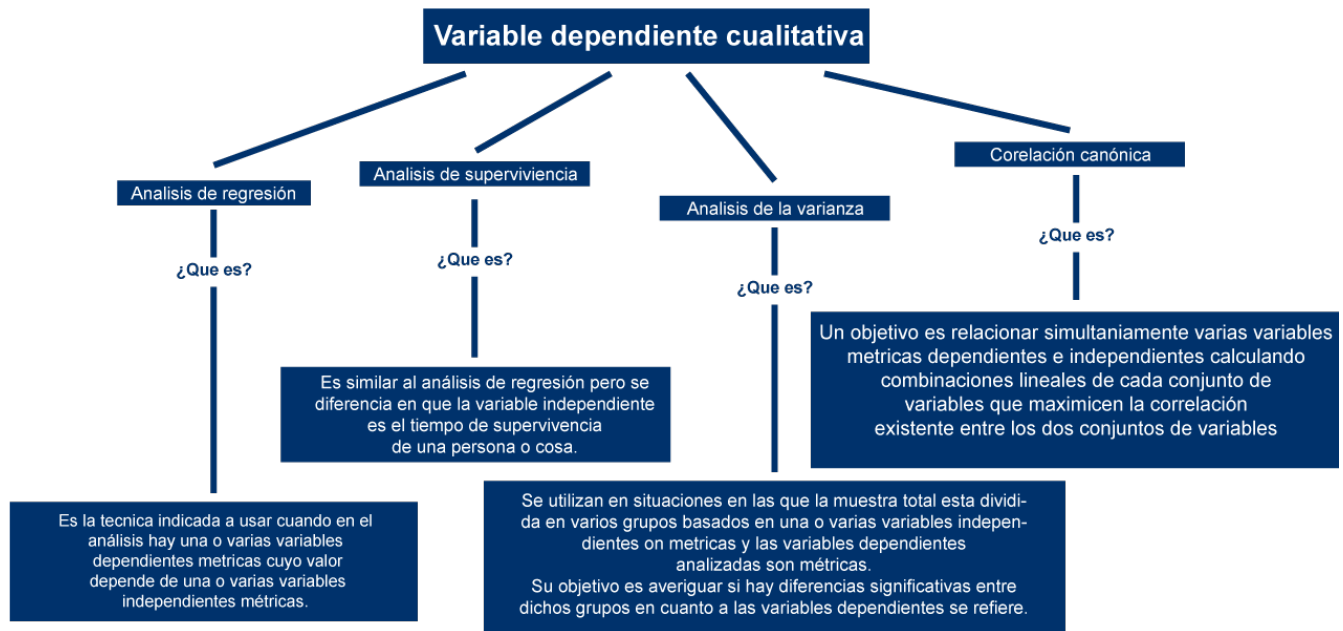 Variable dependiente cualitativa
Analisis de regresión
¿Que es?
Es la tecnica indicada a usar cuando en el
análisis hay una o varias variables
dependientes metricas cuyo valor
depende de una o varias variables
independientes métricas.
Analisis de superviviencia
¿Que es?
Es similar al análisis de regresión pero se
diferencia en que la variable independiente
es el tiempo de supervivencia
de una persona o cosa.
Analisis de la varianza
¿Que es?
Se utilizan en situaciones en las que la muestra total esta dividi-
da en varios grupos basados en una o varias variables indepen-
dientes on metricas y las variables dependientes
analizadas son métricas.
Su objetivo es averiguar si hay diferencias significativas entre
dichos grupos en cuanto a las variables dependientes se refiere.
Corelación canónica
¿Que es?
Un objetivo es relacionar simultaniamente varias variables
metricas dependientes e independientes calculando
combinaciones lineales de cada conjunto de
variables que maximicen la correlación
existente entre los dos conjuntos de variables